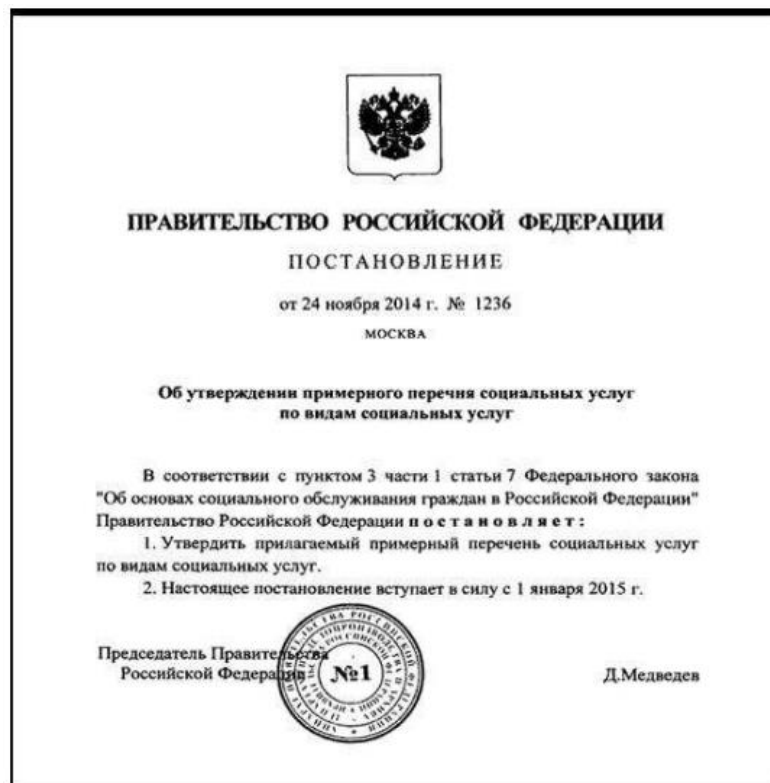 ПРАВИТЕЛЬСТВО РОССИЙСКОЙ ФЕДЕРАЦИИ
ПОСТАНОВЛЕНИЕ
от 24 ноября 2014 г. № 1236
МОСКВА
Об утверждении примерного перечня социальных услуг
по видам социальных услуг
В соответствии с пунктом 3 части 1 статьи 7 Федерального закона
"Об основах социального обслуживания граждан в Российской Федерации"
Правительство Российской Федерации постановляет:
1. Утвердить прилагаемый примерный перечень социальных услуг
по видам социальных услуг.
2. Настоящее постановление вступает в силу с 1 января 2015 г.
Председатель Правительства
Российской Федерации
№1
Д.Медведев